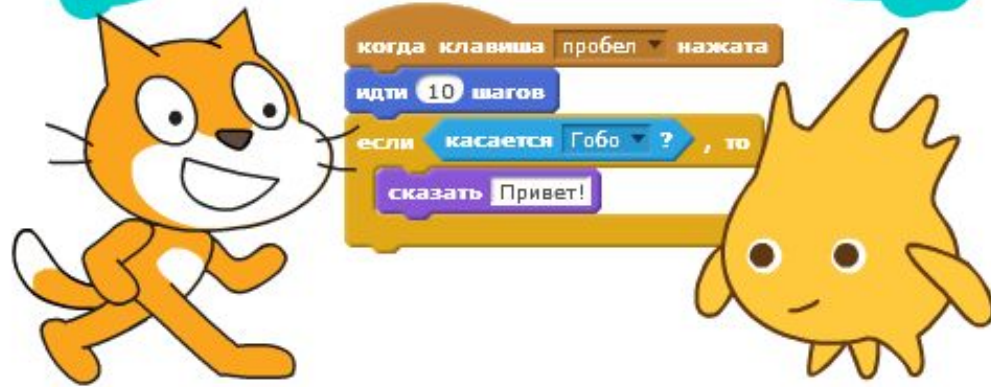 когда клавиша пробел нажата
идти 10 шагов
если касается Гобо ? , то
сказать Привет!